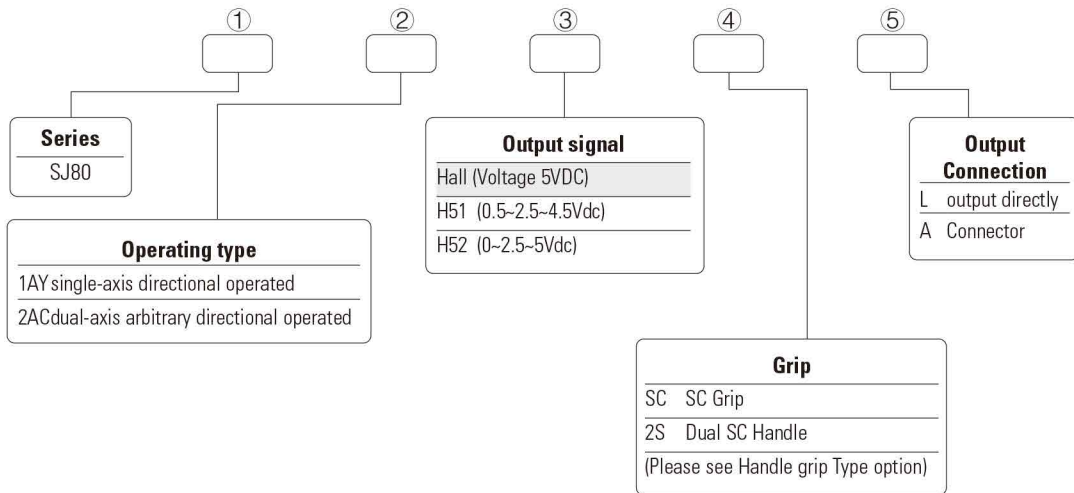 ① ② ③ ④ ⑤
Series
SJ80
Operating type
1AY single-axis directional operated
2ACdual-axis arbitrary directional operated
Output signal
Hall (Voltage 5VDC)
H51 (0.5~2.5~4.5Vdc)
H52 (0~2.5~5Vdc)
Grip
SC SC Grip
2S Dual SC Handle
(Please see Handle grip Type option)
Output
Connection
L output directly
A Connector